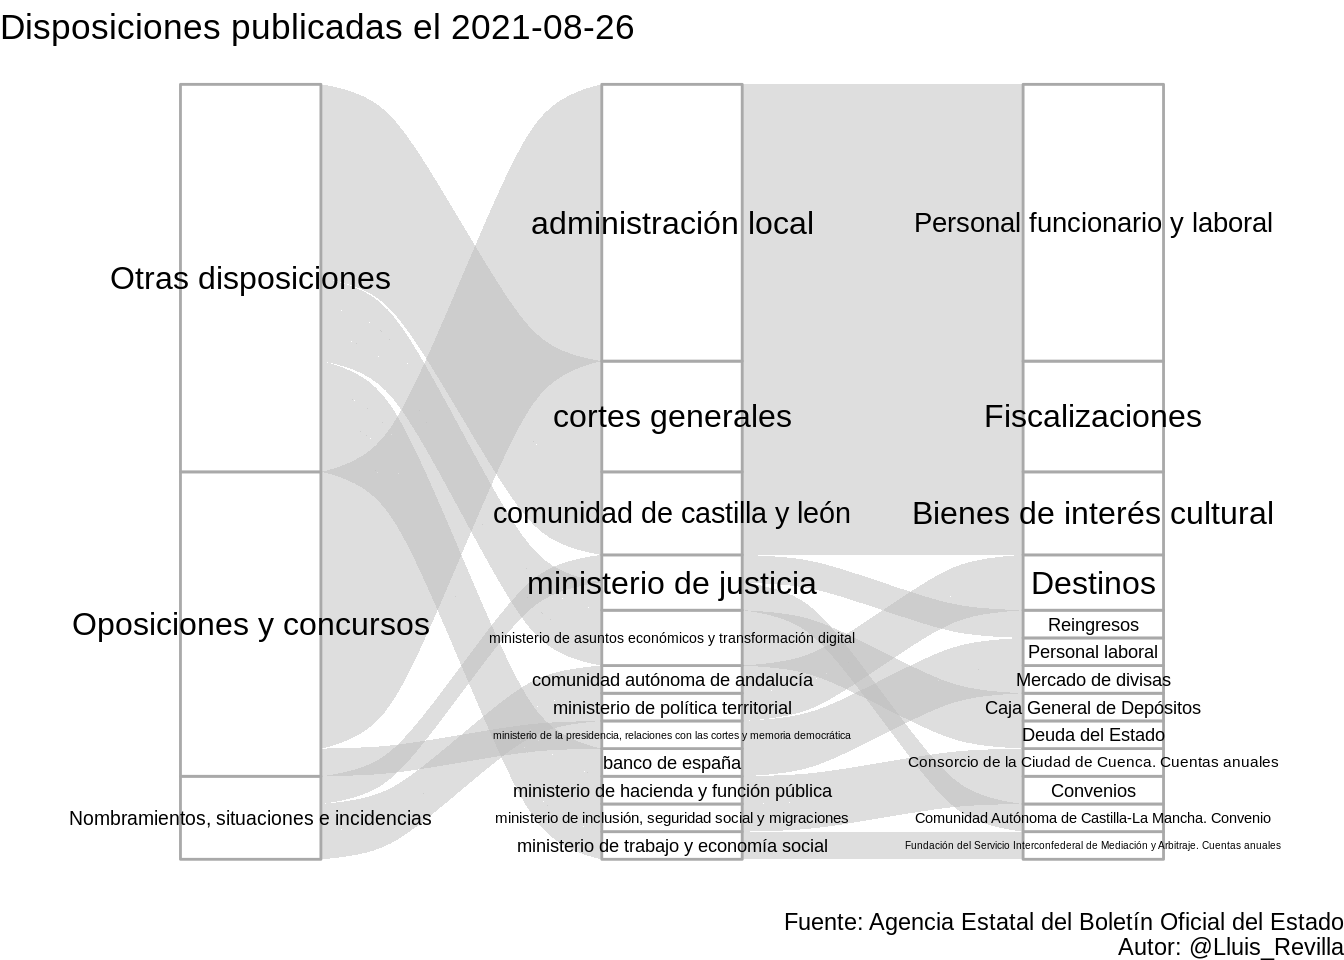 Disposiciones publicadas el 2021-08-26
Otras disposiciones
Oposiciones y concursos
Nombramientos, situaciones e incidencias
administración local
cortes generales
comunidad de castilla y león
ministerio de justicia
ministerio de asuntos económicos y transformación digital
comunidad autónoma de andalucía
ministerio de política territorial
ministerio de la presidencia, relaciones con las cortes y memoria democrática
banco de españa
ministerio de hacienda y función pública
ministerio de inclusión, seguridad social y migraciones
ministerio de trabajo y economía social
Personal funcionario y laboral
Fiscalizaciones
Bienes de interés cultural
Destinos
Reingresos
Personal laboral
Mercado de divisas
Caja General de Depósitos
Deuda del Estado
Consorcio de la Ciudad de Cuenca. Cuentas anuales
Convenios
Comunidad Autónoma de Castilla-La Mancha. Convenio
Fundación del Servicio Interconfederal de Mediación y Arbitraje. Cuentas anuales
Fuente: Agencia Estatal del Boletín Oficial del Estado
Autor: @Lluis_Revilla